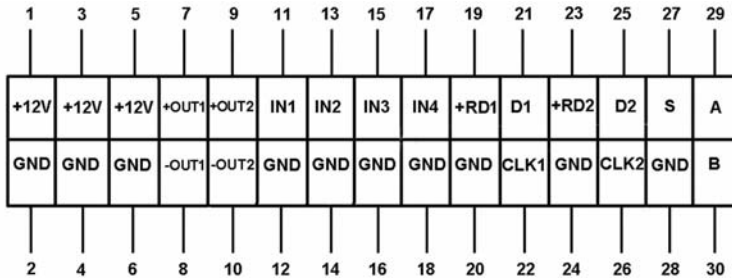 1 3 5 7 9 11 13 15 17 19 21 23 25 27 29
+12V +12V +12V +OUT1 +OUT2 IN1 IN2 IN3 IN4 +RD1 D1 +RD2 D2 S A
GND GND GND -OUT1 -OUT2 GND GND GND GND GND CLK1 GND CLK2 GND B
2 4 6 8 10 12 14 16 18 20 22 24 26 28 30